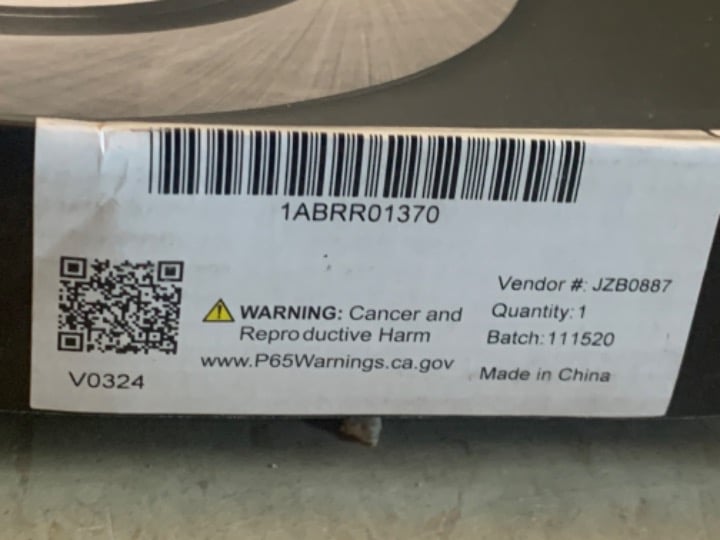 1ABRR01370
Vendor #: JZB0887
WARNING: Cancer and
Quantity: 1
Reproductive Harm
Batch: 111520
www.P65Warnings.ca.gov
Made in China
V0324